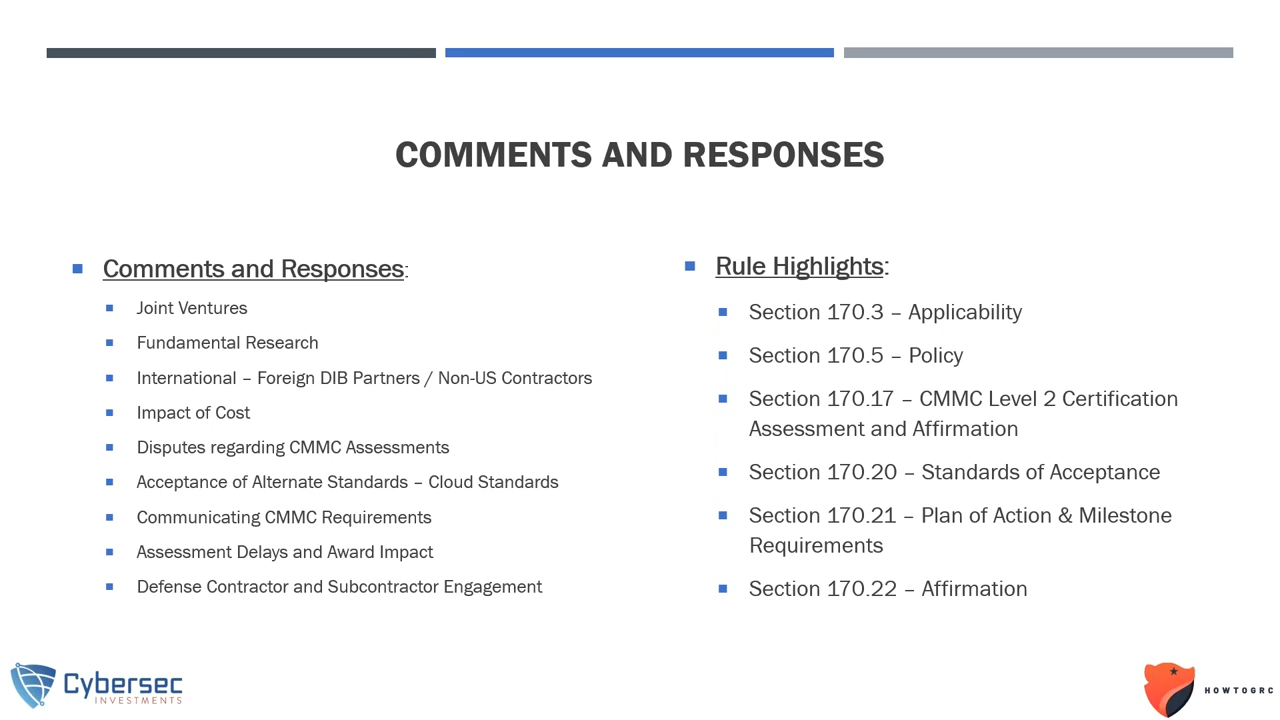 COMMENTS AND RESPONSES
Comments and Responses:
Joint Ventures
Fundamental Research
International – Foreign DIB Partners / Non-US Contractors
Impact of Cost
Disputes regarding CMMC Assessments
Acceptance of Alternate Standards – Cloud Standards
Communicating CMMC Requirements
Assessment Delays and Award Impact
Defense Contractor and Subcontractor Engagement
Rule Highlights:
Section 170.3 – Applicability
Section 170.5 – Policy
Section 170.17 – CMMC Level 2 Certification
Assessment and Affirmation
Section 170.20 – Standards of Acceptance
Section 170.21 – Plan of Action & Milestone
Requirements
Section 170.22 – Affirmation
Cybersec
INVESTMENTS
HOWTOGRC